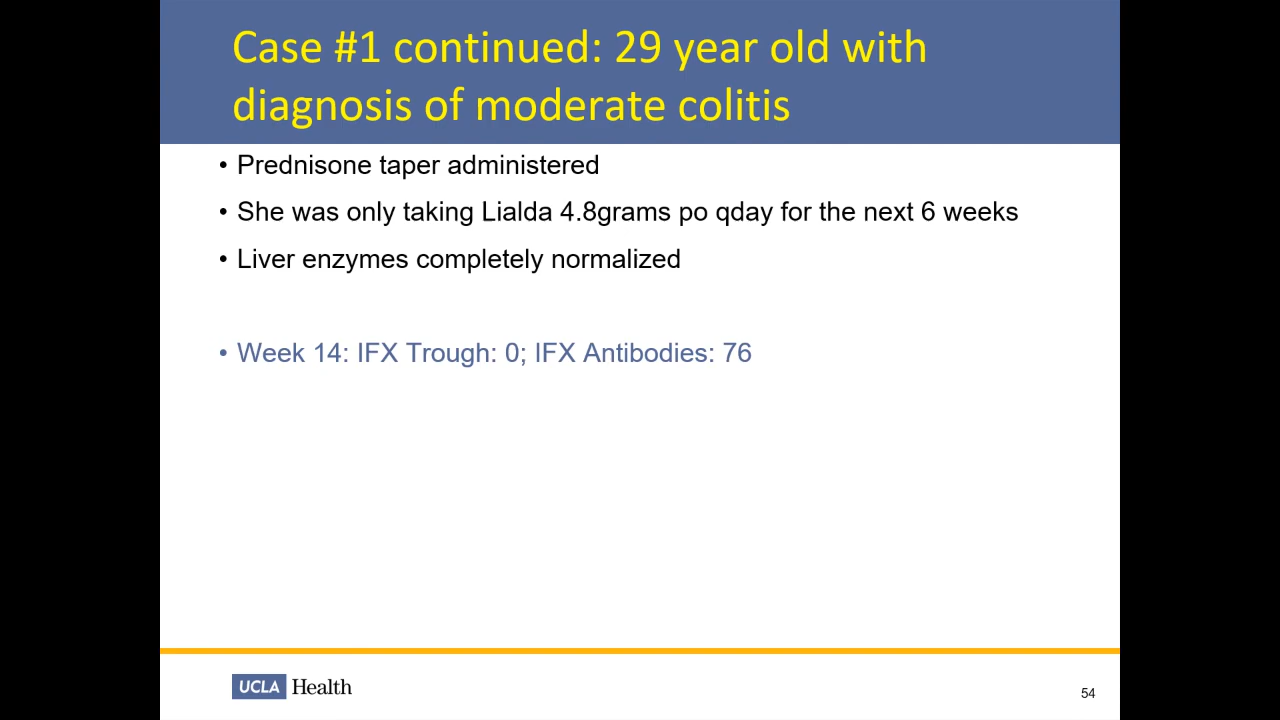 Case #1 continued: 29 year old with
diagnosis of moderate colitis
• Prednisone taper administered
• She was only taking Lialda 4.8grams po qday for the next 6 weeks
• Liver enzymes completely normalized
• Week 14: IFX Trough: 0; IFX Antibodies: 76
UCLA Health
54